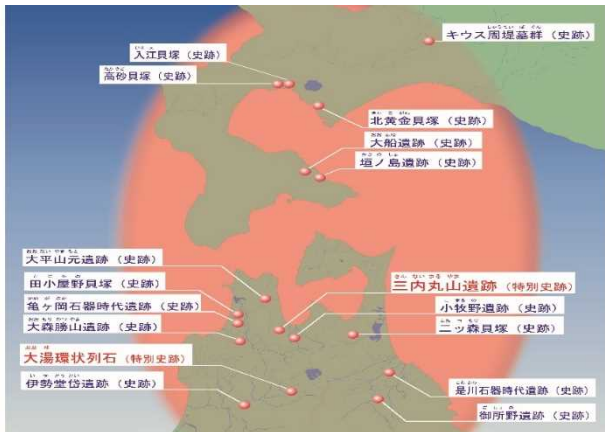 キウス周堤墓群（史跡）
入江貝塚（史跡）
高砂貝塚（史跡）
北黄金貝塚（史跡）
大船遺跡（史跡）
垣ノ島遺跡（史跡）
大平山元遺跡（史跡）
田小屋野貝塚（史跡）
亀ヶ岡石器時代遺跡（史跡）
大森勝山遺跡（史跡）
大湯環状列石（特別史跡）
伊勢堂岱遺跡（史跡）
三内丸山遺跡（特別史跡）
小牧野遺跡（史跡）
二ッ森貝塚（史跡）
是川石器時代遺跡（史跡）
御所野遺跡（史跡）